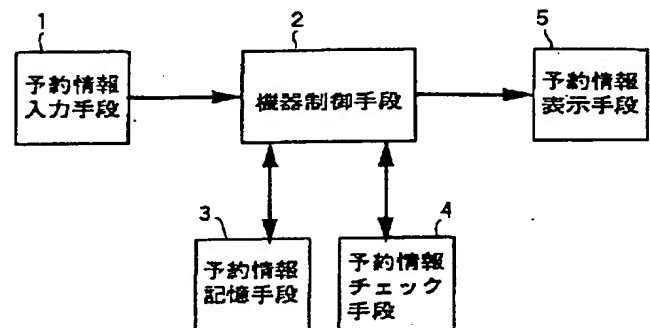 1
予約情報
入力手段
2
機器制御手段
5
予約情報
表示手段
3
予約情報
記憶手段
4
予約情報
チェック
手段